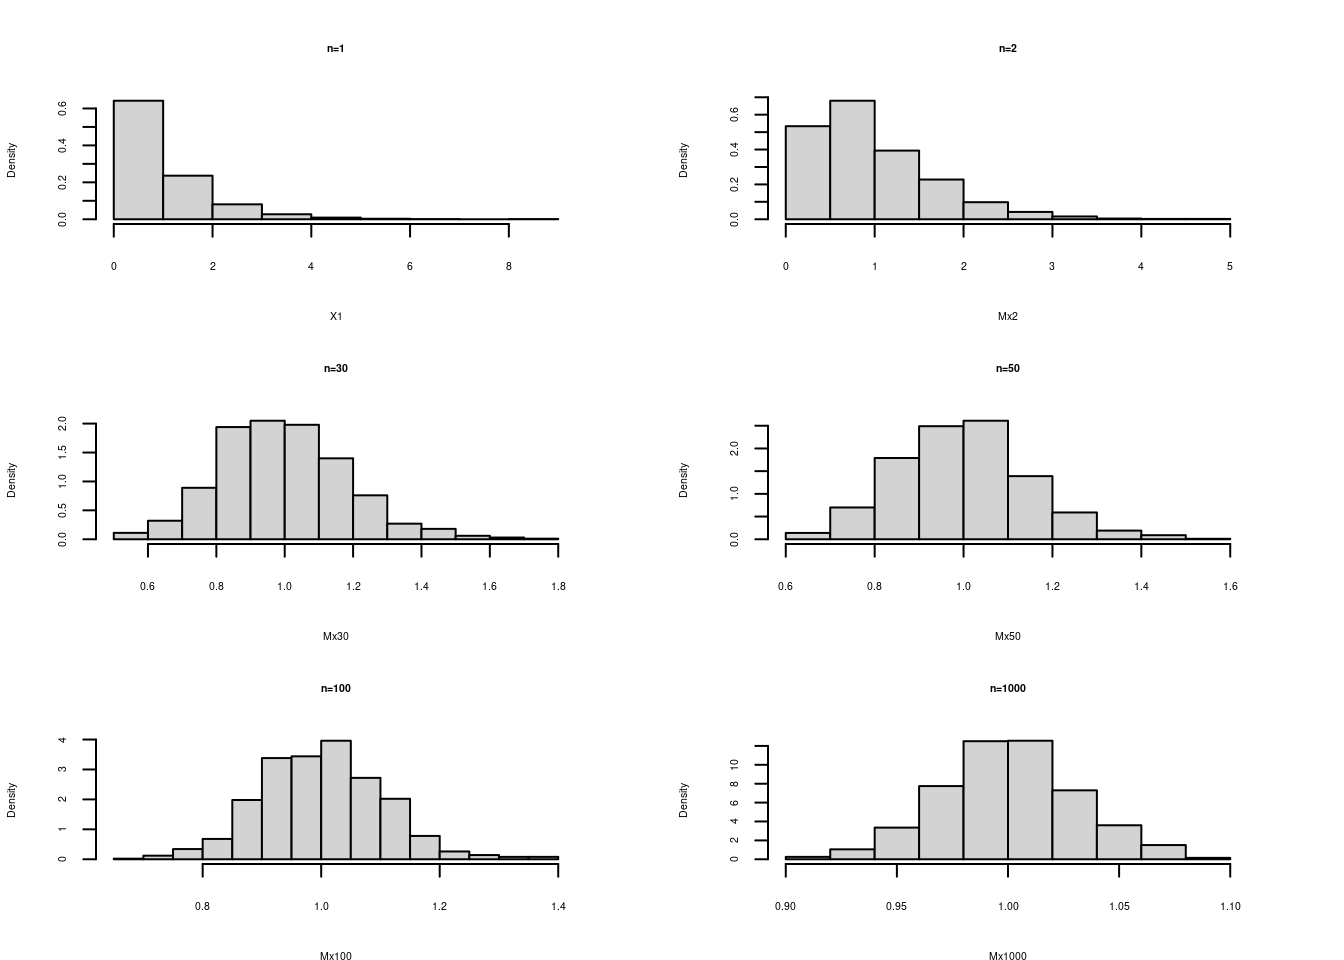 n=1
Density
0.0 0.2 0.4 0.6
0 2 4 6 8
X1
n=2
Density
0.0 0.2 0.4 0.6
0 1 2 3 4 5
Mx2
n=30
Density
0.0 0.5 1.0 1.5 2.0
0.6 0.8 1.0 1.2 1.4 1.6 1.8
Mx30
n=50
Density
0.0 1.0 2.0
0.6 0.8 1.0 1.2 1.4 1.6
Mx50
n=100
Density
0 1 2 3 4
0.8 1.0 1.2 1.4
Mx100
n=1000
Density
0 2 4 6 8 10
0.90 0.95 1.00 1.05 1.10
Mx1000